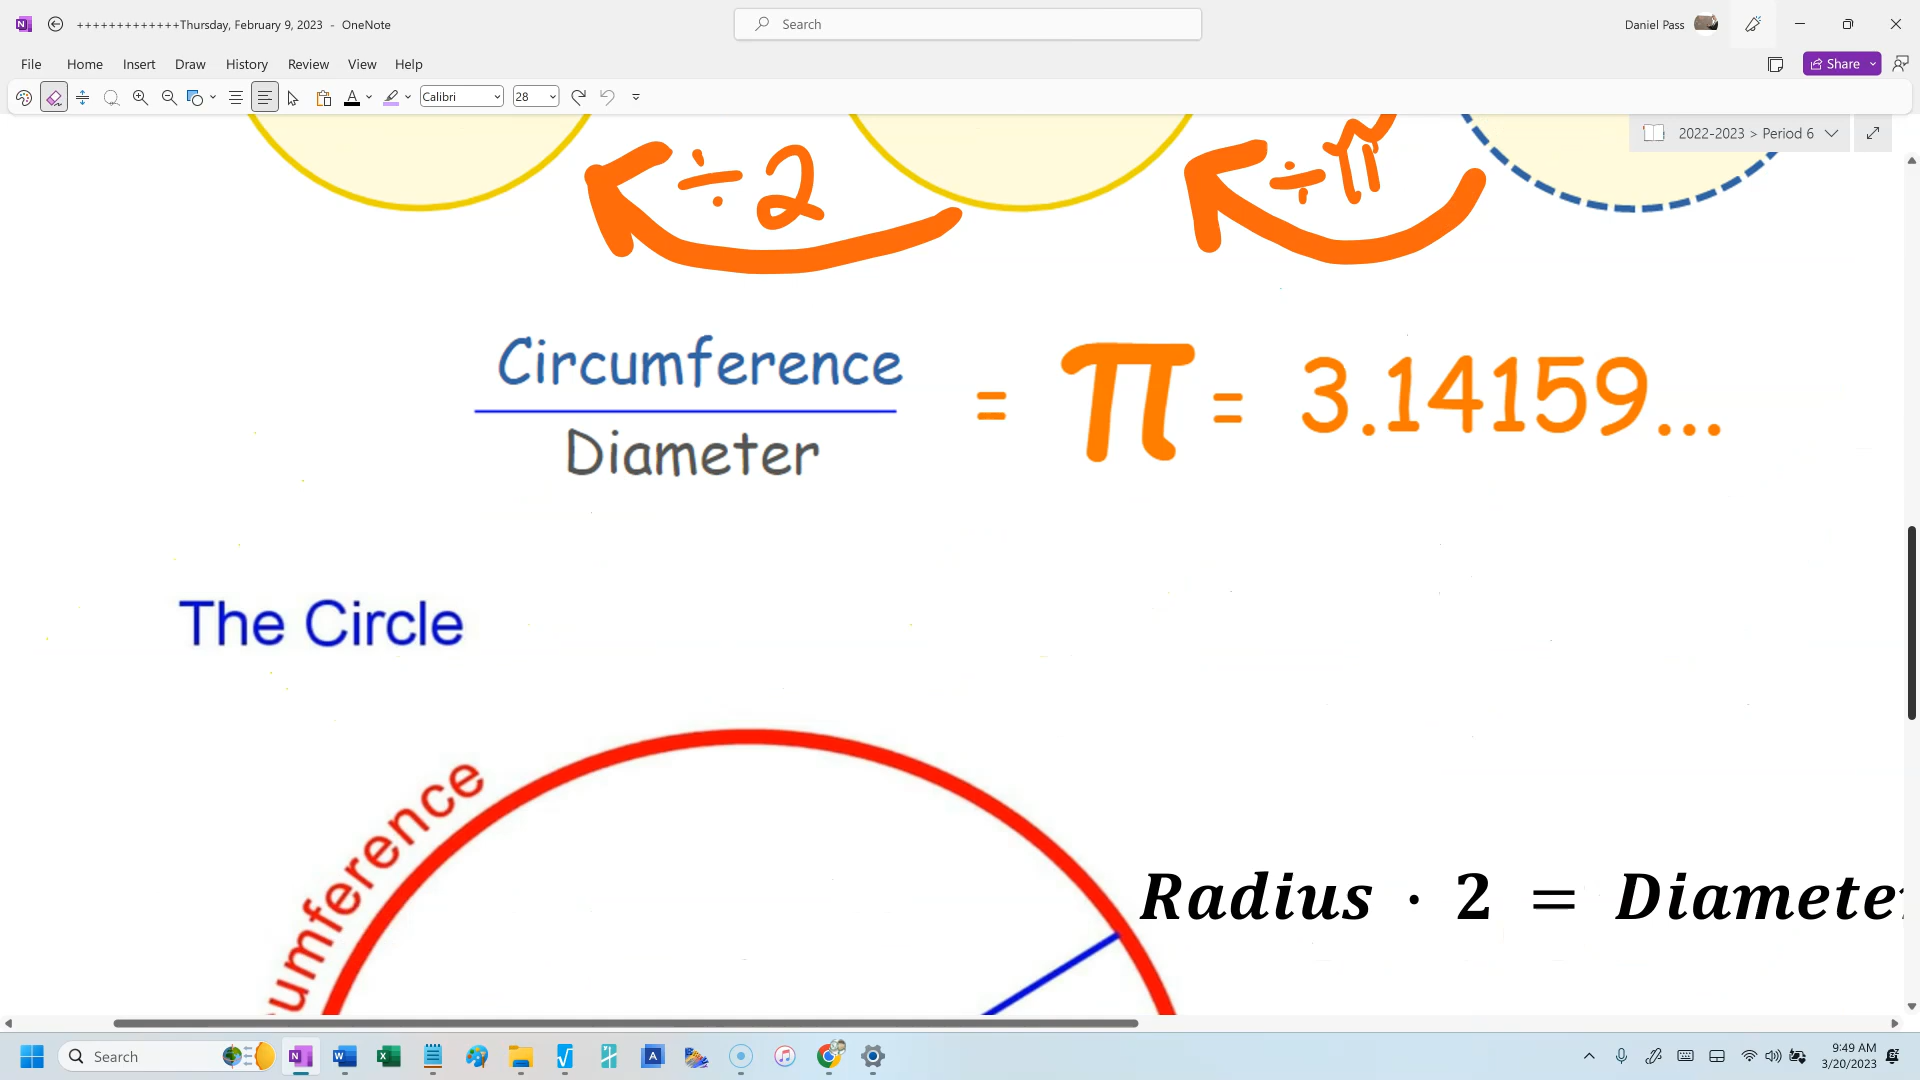 +++++++++++++Thursday, February 9, 2023 - OneNote
Search
Daniel Pass
File Home Insert Draw History Review View Help
Share
Calibri
28
2022-2023 > Period 6
÷2
÷π
Circumference
Diameter
= π = 3.14159...
The Circle
umference
Radius · 2 = Diameter
Search
9:49 AM
3/20/2023